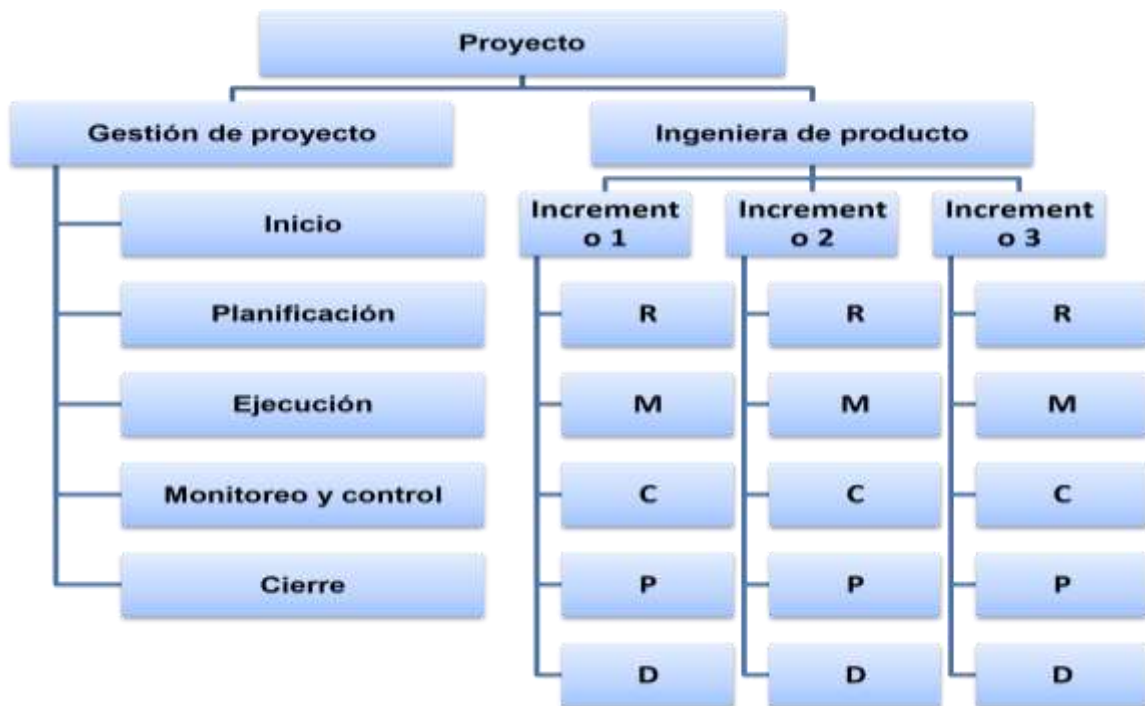 Proyecto
Gestión de proyecto
Ingeniera de producto
Inicio
Planificación
Ejecución
Monitoreo y control
Cierre
Increment
o 1
R
M
C
P
D
Increment
o 2
R
M
C
P
D
Increment
o 3
R
M
C
P
D